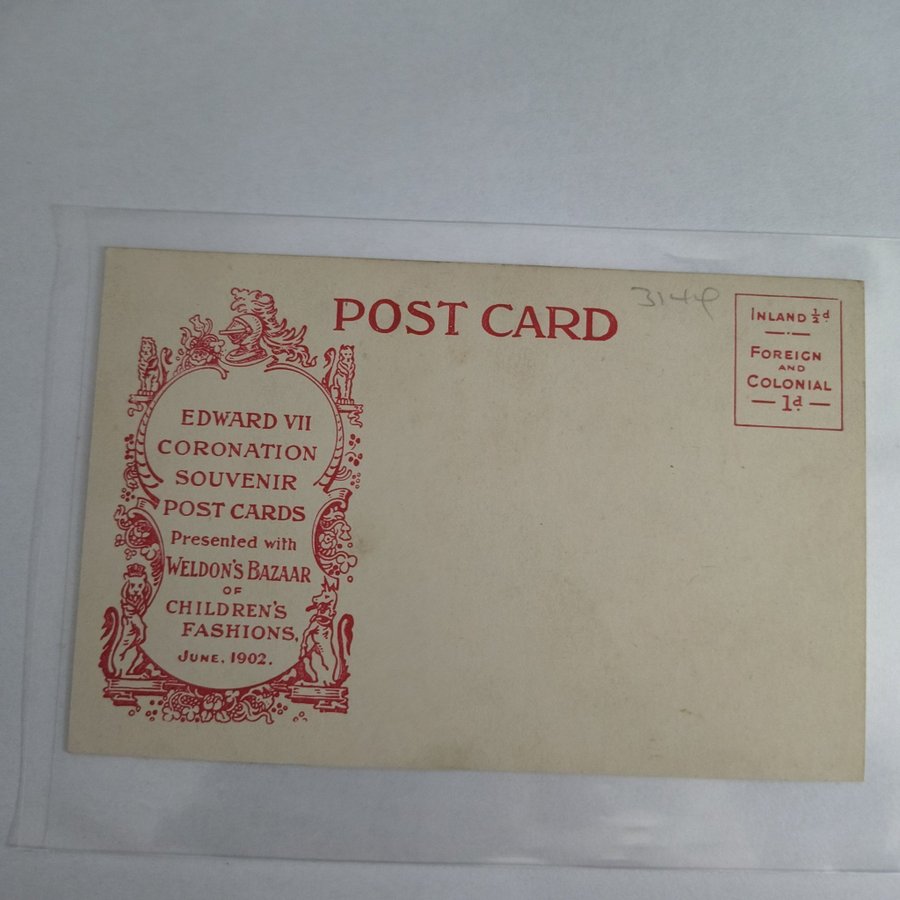 POST CARD
INLAND ½d.
FOREIGN
AND
COLONIAL
1d
EDWARD VII
CORONATION
SOUVENIR
POST CARDS
Presented with
WELDON'S BAZAAR
OF
CHILDREN'S
FASHIONS,
JUNE. 1902.